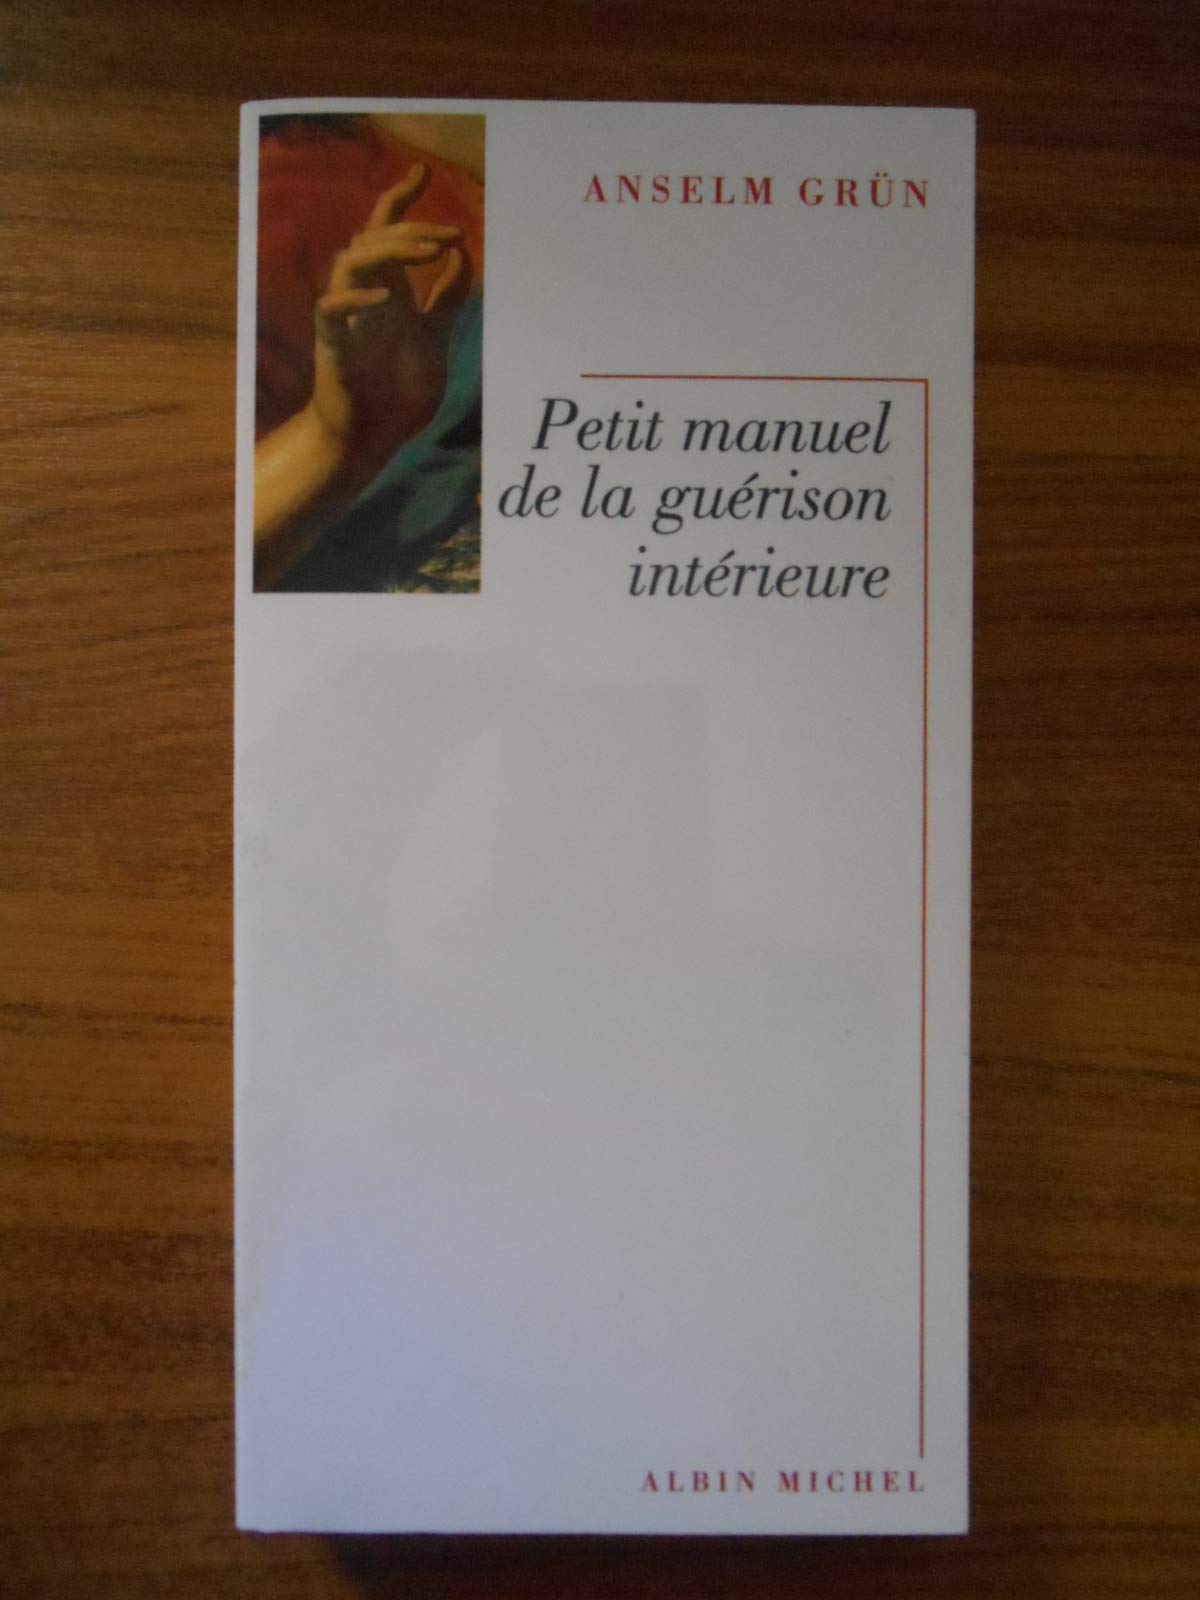 ANSELM GRÜN
Petit manuel
de la guérison
intérieure
ALBIN MICHEL